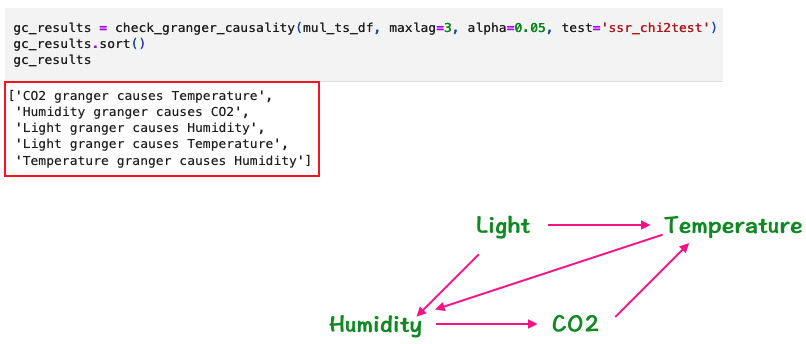 gc_results = check_granger_causality(mul_ts_df, maxlag=3, alpha=0.05, test='ssr_chi2test')
gc_results.sort()
gc_results
['CO2 granger causes Temperature',
 'Humidity granger causes CO2',
 'Light granger causes Humidity',
 'Light granger causes Temperature',
 'Temperature granger causes Humidity']
Light Temperature
Humidity CO2